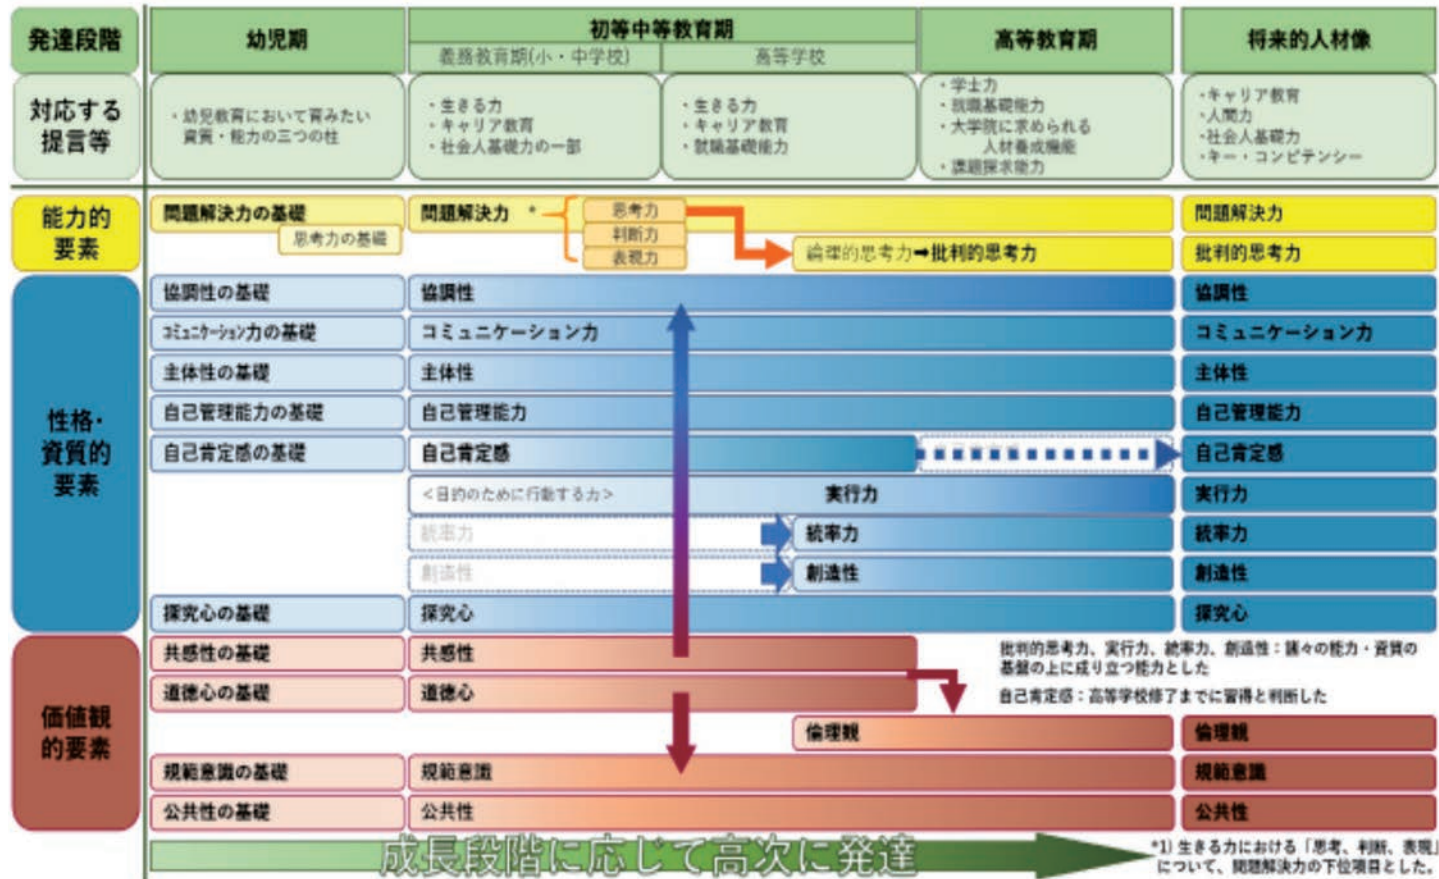 発達段階
幼児期
初等中等教育期
義務教育期(小・中学校)
高等学校
高等教育期
将来的人材像
対応する
提言等
・幼児教育において育みたい
資質・能力の三つの柱
・生きる力
・キャリア教育
・社会人基礎力の一部
・生きる力
・キャリア教育
・就職基礎能力
・学士力
・就職基礎能力
・大学院に求められる
人材養成機能
・課題探求能力
・キャリア教育
・人間力
・社会人基礎力
・キー・コンピテンシー
能力的
要素
問題解決力の基礎
思考力の基礎
問題解決力 *
思考力
判断力
表現力
問題解決力
論理的思考力➡批判的思考力
批判的思考力
性格・
資質的
要素
協調性の基礎
協調性
協調性
コミュニケーション力の基礎
コミュニケーション力
コミュニケーション力
主体性の基礎
主体性
主体性
自己管理能力の基礎
自己管理能力
自己管理能力
自己肯定感の基礎
自己肯定感
自己肯定感
<目的のために行動する力>
実行力
実行力
統率力
統率力
統率力
創造性
創造性
創造性
探究心の基礎
探究心
探究心
価値観
的要素
共感性の基礎
共感性
批判的思考力、実行力、統率力、創造性：諸々の能力・資質の
基盤の上に成り立つ能力とした
道徳心の基礎
道徳心
自己肯定感：高等学校修了までに習得と判断した
倫理観
倫理観
規範意識の基礎
規範意識
規範意識
公共性の基礎
公共性
公共性
成長段階に応じて高次に発達
*1) 生きる力における「思考、判断、表現」
について、問題解決力の下位項目とした。